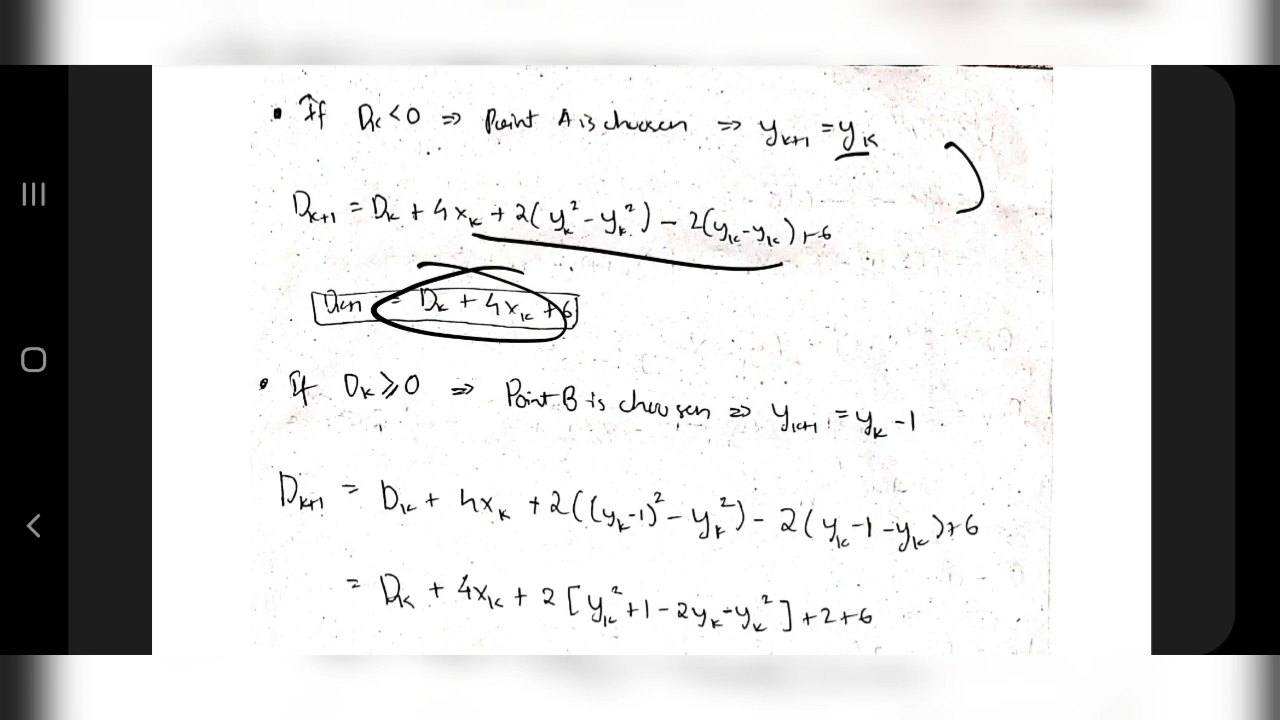 • If Dₖ < 0 ⇒ Point A is choosen ⇒ yₖ₊₁ = yₖ
Dₖ₊₁ = Dₖ + 4xₖ + 2(yₖ² - yₖ²) - 2(yₖ - yₖ) + 6
Dₖ₊₁ = Dₖ + 4xₖ + 6
• If Dₖ ≥ 0 ⇒ Point B is choosen ⇒ yₖ₊₁ = yₖ - 1
Dₖ₊₁ = Dₖ + 4xₖ + 2((yₖ-1)² - yₖ²) - 2(yₖ - 1 - yₖ) + 6
= Dₖ + 4xₖ + 2[yₖ² + 1 - 2yₖ - yₖ²] + 2 + 6